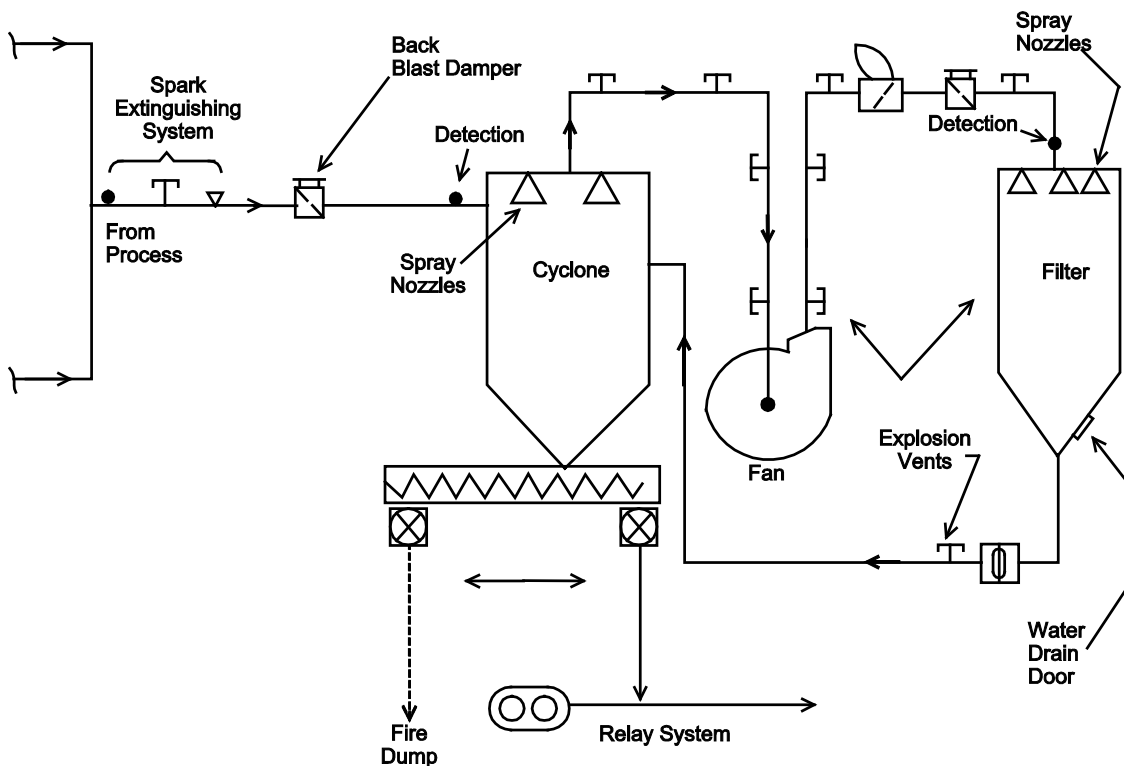 Spray
Nozzles
Back
Blast Damper
Spark
Extinguishing
System
Detection
Detection
From
Process
Spray
Nozzles
Cyclone
Filter
Explosion
Vents
Fan
Water
Drain
Door
Fire
Dump
Relay System